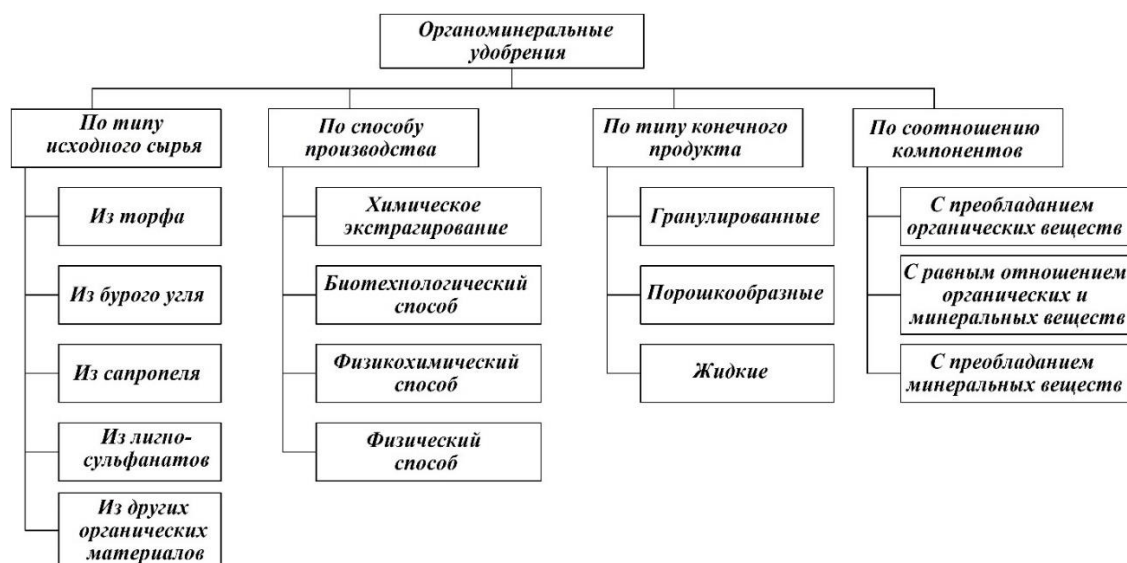 Органоминеральные
удобрения
По типу
исходного сырья
Из торфа
Из бурого угля
Из сапропеля
Из лигно-
сульфанатов
Из других
органических
материалов
По способу
производства
Химическое
экстрагирование
Биотехнологический
способ
Физикохимический
способ
Физический
способ
По типу конечного
продукта
Гранулированные
Порошкообразные
Жидкие
По соотношению
компонентов
С преобладанием
органических веществ
С равным отношением
органических и
минеральных веществ
С преобладанием
минеральных веществ